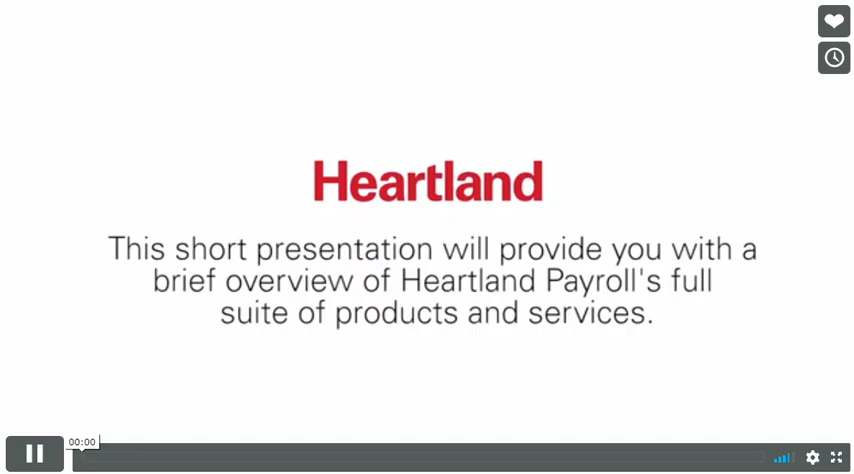 Heartland
This short presentation will provide you with a
brief overview of Heartland Payroll's full
suite of products and services.
00:00